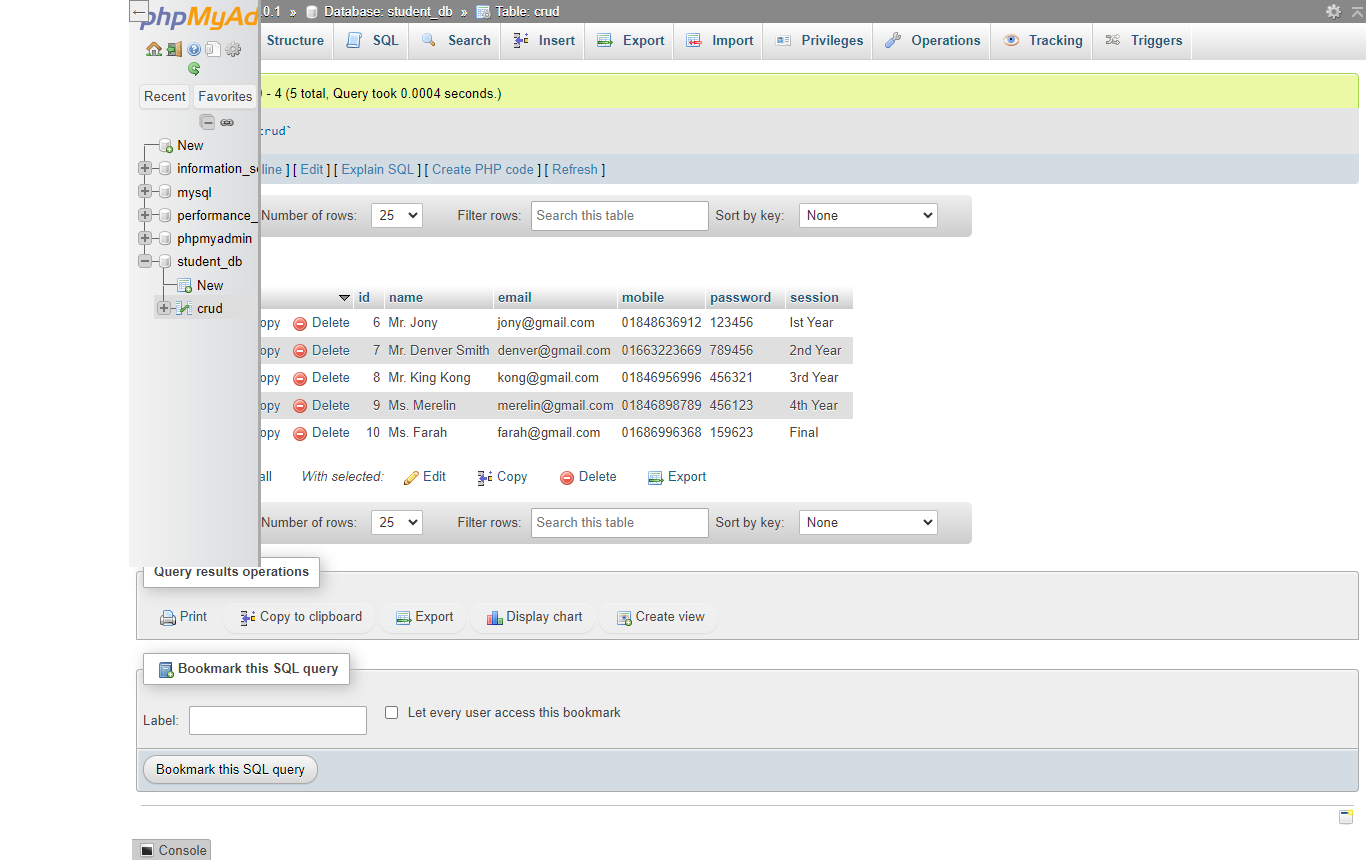 phpMyAd
0.1 » Database: student_db » Table: crud
Structure SQL Search Insert Export Import Privileges Operations Tracking Triggers
Recent Favorites
New
information_s
mysql
performance_
phpmyadmin
student_db
New
crud
- 4 (5 total, Query took 0.0004 seconds.)
crud`
line ] [ Edit ] [ Explain SQL ] [ Create PHP code ] [ Refresh ]
Number of rows: 25 Filter rows: Search this table Sort by key: None
id name email mobile password session
opy Delete 6 Mr. Jony jony@gmail.com 01848636912 123456 Ist Year
opy Delete 7 Mr. Denver Smith denver@gmail.com 01663223669 789456 2nd Year
opy Delete 8 Mr. King Kong kong@gmail.com 01846956996 456321 3rd Year
opy Delete 9 Ms. Merelin merelin@gmail.com 01846898789 456123 4th Year
opy Delete 10 Ms. Farah farah@gmail.com 01686996368 159623 Final
all With selected: Edit Copy Delete Export
Number of rows: 25 Filter rows: Search this table Sort by key: None
Query results operations
Print Copy to clipboard Export Display chart Create view
Bookmark this SQL query
Label: Let every user access this bookmark
Bookmark this SQL query
Console